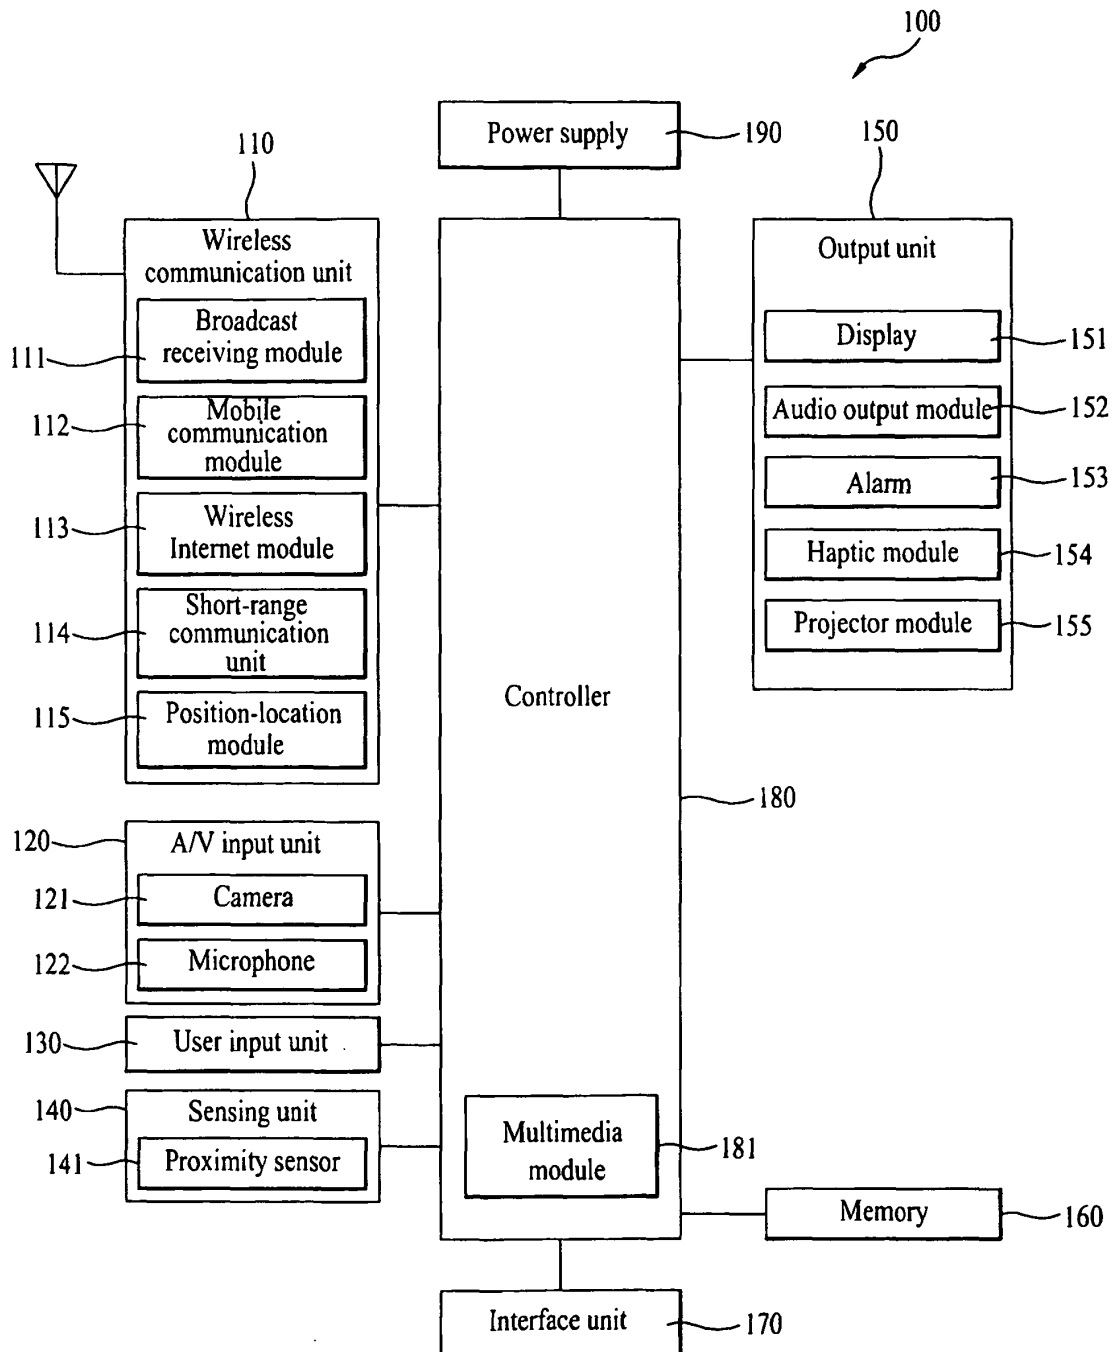 100
Power supply
190
150
110
Wireless
communication unit
Broadcast
receiving module
111
Mobile
communication
module
112
Wireless
Internet module
113
Short-range
communication
unit
114
Position-location
module
115
Output unit
Display
151
Audio output module
152
Alarm
153
Haptic module
154
Projector module
155
Controller
180
120
A/V input unit
121
Camera
122
Microphone
130
User input unit
140
Sensing unit
141
Proximity sensor
Multimedia
module
181
Memory
160
Interface unit
170